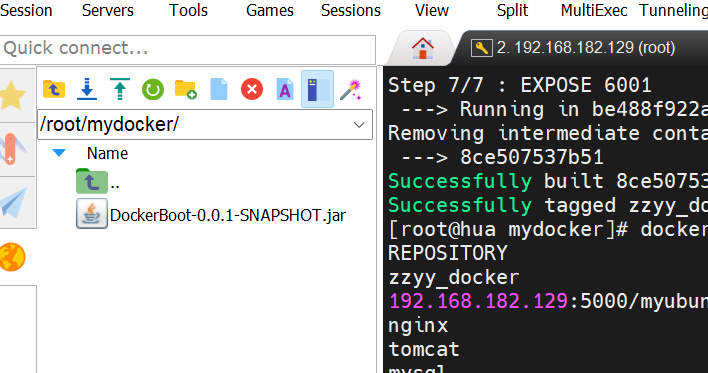 Session Servers Tools Games Sessions View Split MultiExec Tunneling
Quick connect...
2. 192.168.182.129 (root)
/root/mydocker/
Name
..
DockerBoot-0.0.1-SNAPSHOT.jar
Step 7/7 : EXPOSE 6001
---> Running in be488f922a
Removing intermediate conta
---> 8ce507537b51
Successfully built 8ce50753
Successfully tagged zzyy_do
[root@hua mydocker]# docker
REPOSITORY
zzyy_docker
192.168.182.129:5000/myubun
nginx
tomcat
mysql